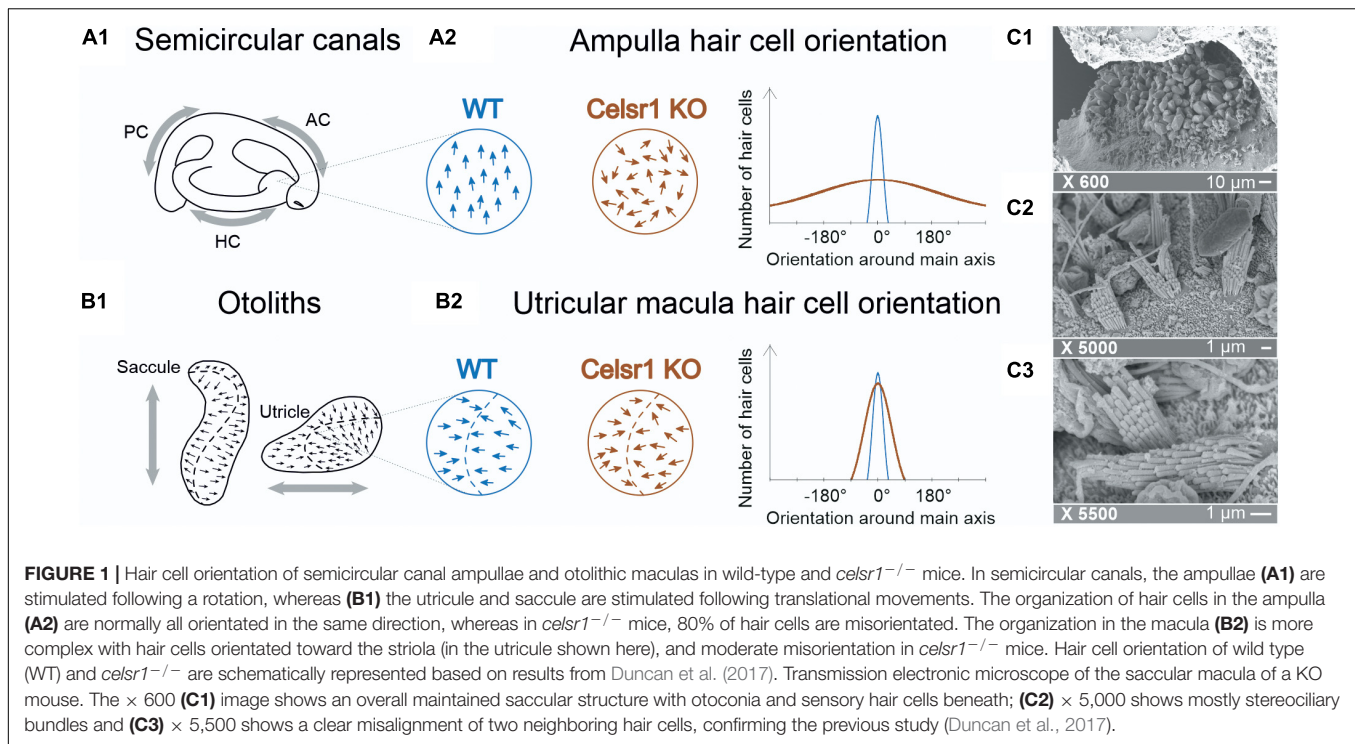 A1
Semicircular canals
PC
AC
HC
A2
Ampulla hair cell orientation
WT
Celsr1 KO
Number of hair cells
-180°
0°
180°
Orientation around main axis
B1
Otoliths
Saccule
Utricle
B2
Utricular macula hair cell orientation
WT
Celsr1 KO
Number of hair cells
-180°
0°
180°
Orientation around main axis
C1
X 600
10 µm
C2
X 5000
1 µm
C3
X 5500
1 µm
FIGURE 1 | Hair cell orientation of semicircular canal ampullae and otolithic maculas in wild-type and celsr1−/− mice. In semicircular canals, the ampullae (A1) are
stimulated following a rotation, whereas (B1) the utricule and saccule are stimulated following translational movements. The organization of hair cells in the ampulla
(A2) are normally all orientated in the same direction, whereas in celsr1−/− mice, 80% of hair cells are misorientated. The organization in the macula (B2) is more
complex with hair cells orientated toward the striola (in the utricule shown here), and moderate misorientation in celsr1−/− mice. Hair cell orientation of wild type
(WT) and celsr1−/− are schematically represented based on results from Duncan et al. (2017). Transmission electronic microscope of the saccular macula of a KO
mouse. The × 600 (C1) image shows an overall maintained saccular structure with otoconia and sensory hair cells beneath; (C2) × 5,000 shows mostly stereociliary
bundles and (C3) × 5,500 shows a clear misalignment of two neighboring hair cells, confirming the previous study (Duncan et al., 2017).